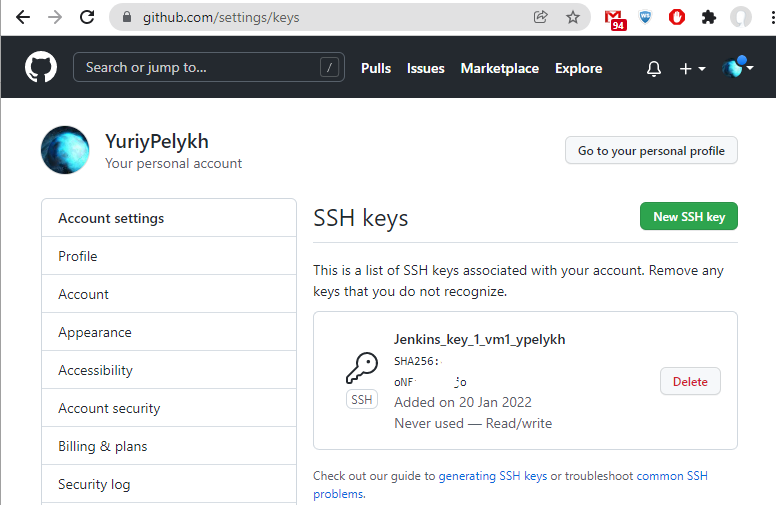 github.com/settings/keys
94
Search or jump to... /
Pulls Issues Marketplace Explore
YuriyPelykh
Your personal account
Go to your personal profile
Account settings
Profile
Account
Appearance
Accessibility
Account security
Billing & plans
Security log
SSH keys
New SSH key
This is a list of SSH keys associated with your account. Remove any
keys that you do not recognize.
Jenkins_key_1_vm1_ypelykh
SHA256:
oNF jo
SSH
Added on 20 Jan 2022
Never used — Read/write
Delete
Check out our guide to generating SSH keys or troubleshoot common SSH
problems.